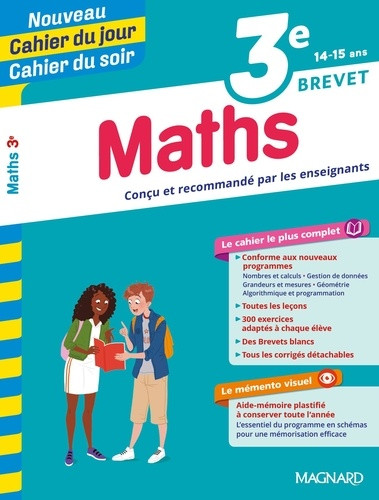 Nouveau
Cahier du jour
Cahier du soir
3e
14-15 ans
BREVET
Maths 3e
Maths
Conçu et recommandé par les enseignants
Le cahier le plus complet
Conforme aux nouveaux
programmes
Nombres et calculs • Gestion de données
Grandeurs et mesures • Géométrie
Algorithmique et programmation
Toutes les leçons
300 exercices
adaptés à chaque élève
Des Brevets blancs
Tous les corrigés détachables
Le mémento visuel
Aide-mémoire plastifié
à conserver toute l'année
L'essentiel du programme en schémas
pour une mémorisation efficace
MAGNARD